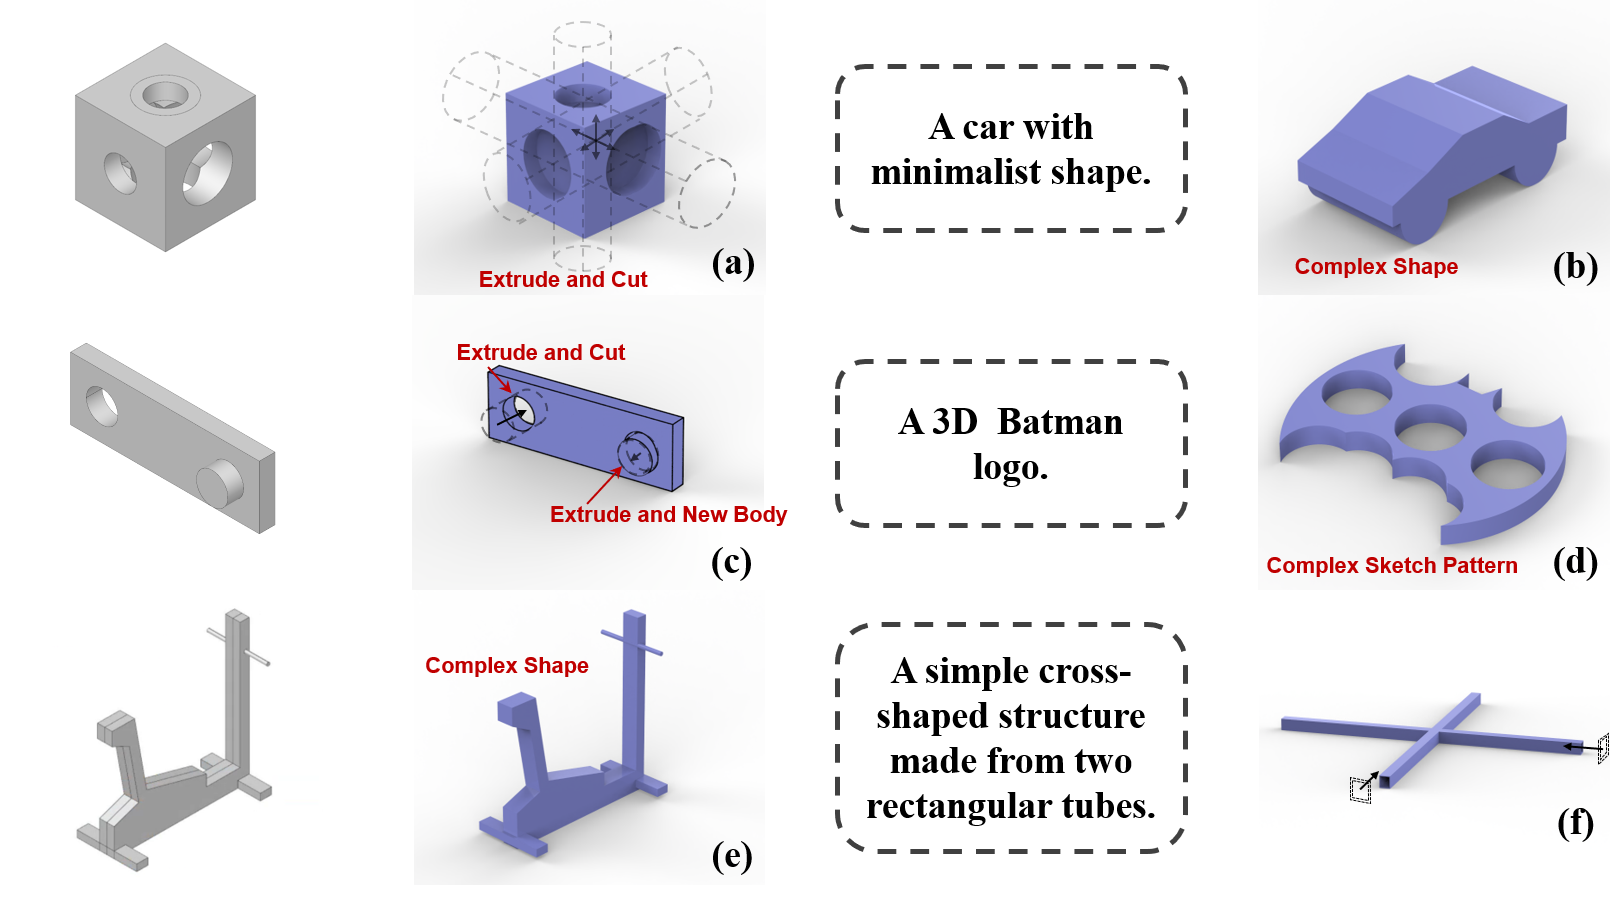 Extrude and Cut
(a)
A car with
minimalist shape.
Complex Shape
(b)
Extrude and Cut
Extrude and New Body
(c)
A 3D Batman
logo.
Complex Sketch Pattern
(d)
Complex Shape
(e)
A simple cross-
shaped structure
made from two
rectangular tubes.
(f)